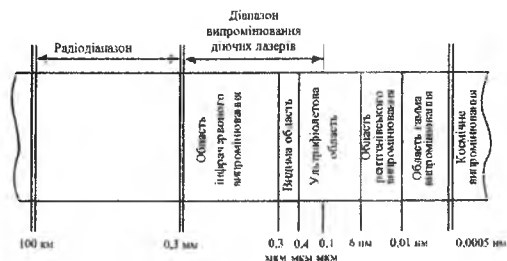 Діапазон
випромінювання
діючих лазерів
Радіодіапазон
Область
інфрачервоного
випромінювання
Видима область
Ультрафіолетова
область
Область
рентгенівського
випромінювання
Область гамма
випромінювання
Космічне
випромінювання
100 км
0,3 мм
0,3
мкм
0,4
мкм
0,1
мкм
6 нм
0,01 нм
0,0005 нм